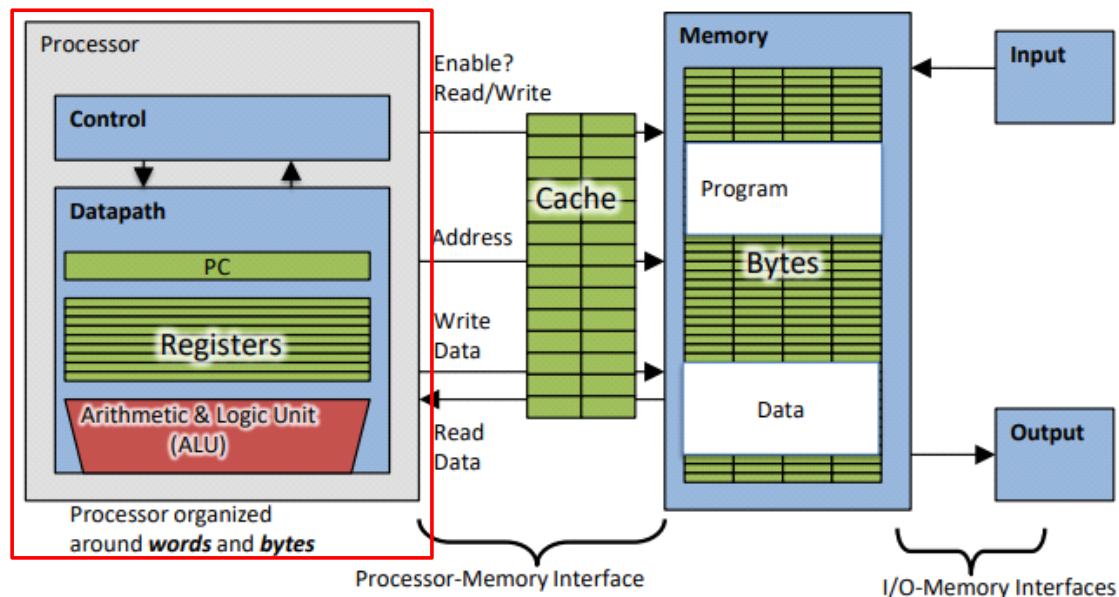 Processor
Control
Datapath
PC
Registers
Arithmetic & Logic Unit
(ALU)
Processor organized
around words and bytes
Enable?
Read/Write
Address
Write
Data
Read
Data
Cache
Processor-Memory Interface
Memory
Program
Bytes
Data
Input
Output
I/O-Memory Interfaces